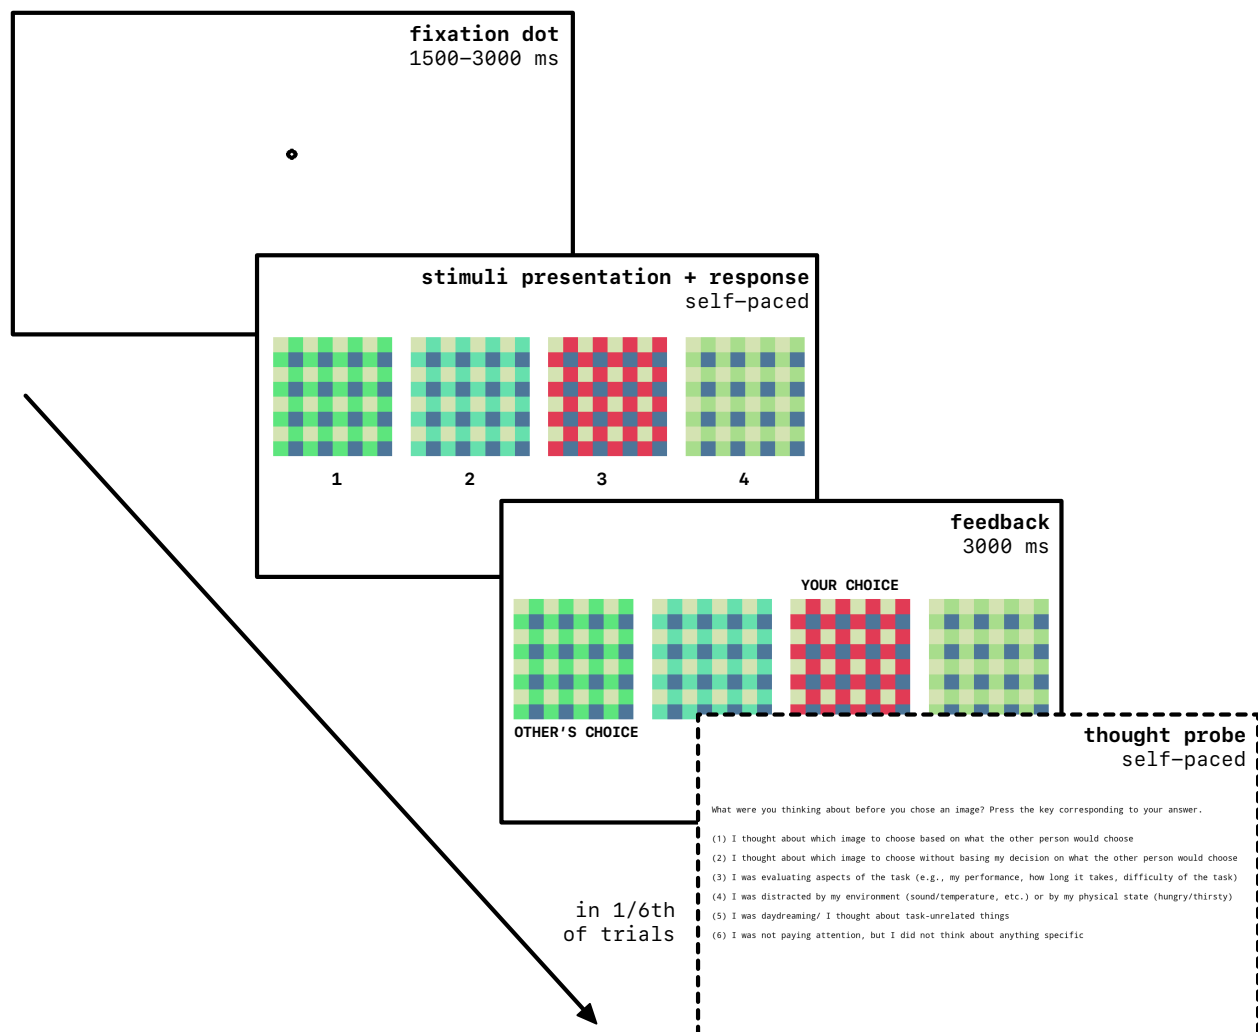 fixation dot
1500–3000 ms
stimuli presentation + response
self–paced
1 2 3 4
feedback
3000 ms
YOUR CHOICE
OTHER'S CHOICE
thought probe
self–paced
What were you thinking about before you chose an image? Press the key corresponding to your answer.
(1) I thought about which image to choose based on what the other person would choose
(2) I thought about which image to choose without basing my decision on what the other person would choose
(3) I was evaluating aspects of the task (e.g., my performance, how long it takes, difficulty of the task)
(4) I was distracted by my environment (sound/temperature, etc.) or by my physical state (hungry/thirsty)
(5) I was daydreaming/ I thought about task-unrelated things
(6) I was not paying attention, but I did not think about anything specific
in 1/6th
of trials